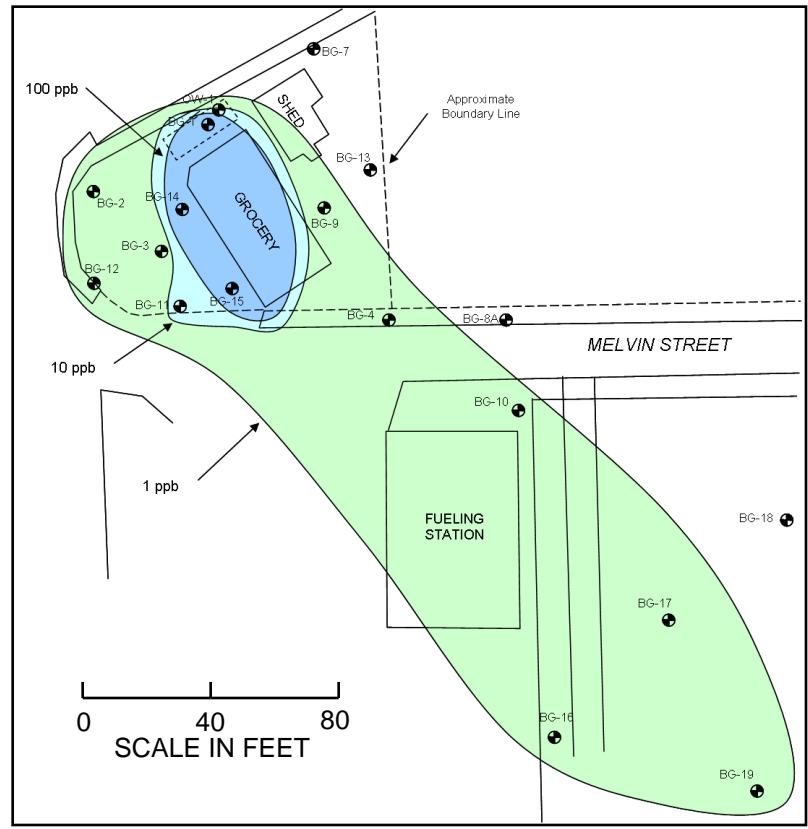 BG-7
100 ppb
OW-1
BG-1
SHED
Approximate
Boundary Line
BG-13
BG-2
BG-14
GROCERY
BG-9
BG-3
BG-12
BG-11
BG-15
BG-4
BG-8A
MELVIN STREET
10 ppb
BG-10
1 ppb
FUELING
STATION
BG-18
BG-17
BG-16
BG-19
0 40 80
SCALE IN FEET